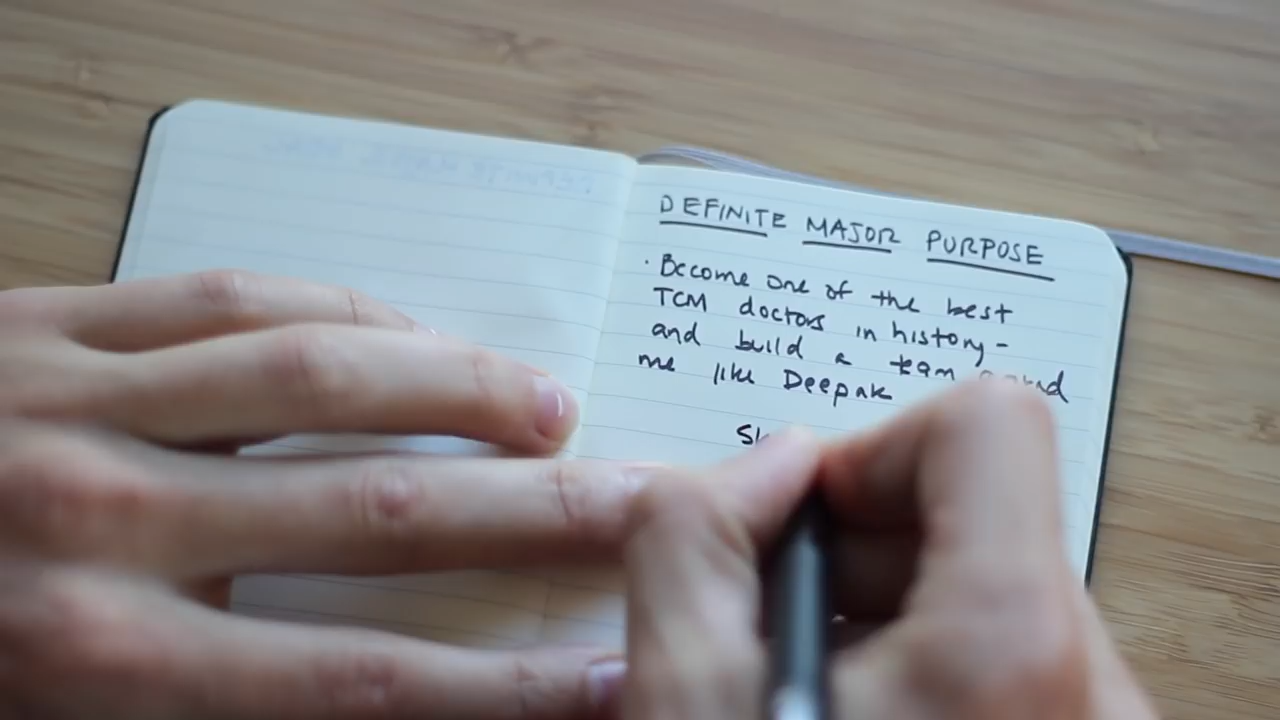 DEFINITE MAJOR PURPOSE
· Become one of the best
TCM doctors in history -
and build a team
me like Deepak